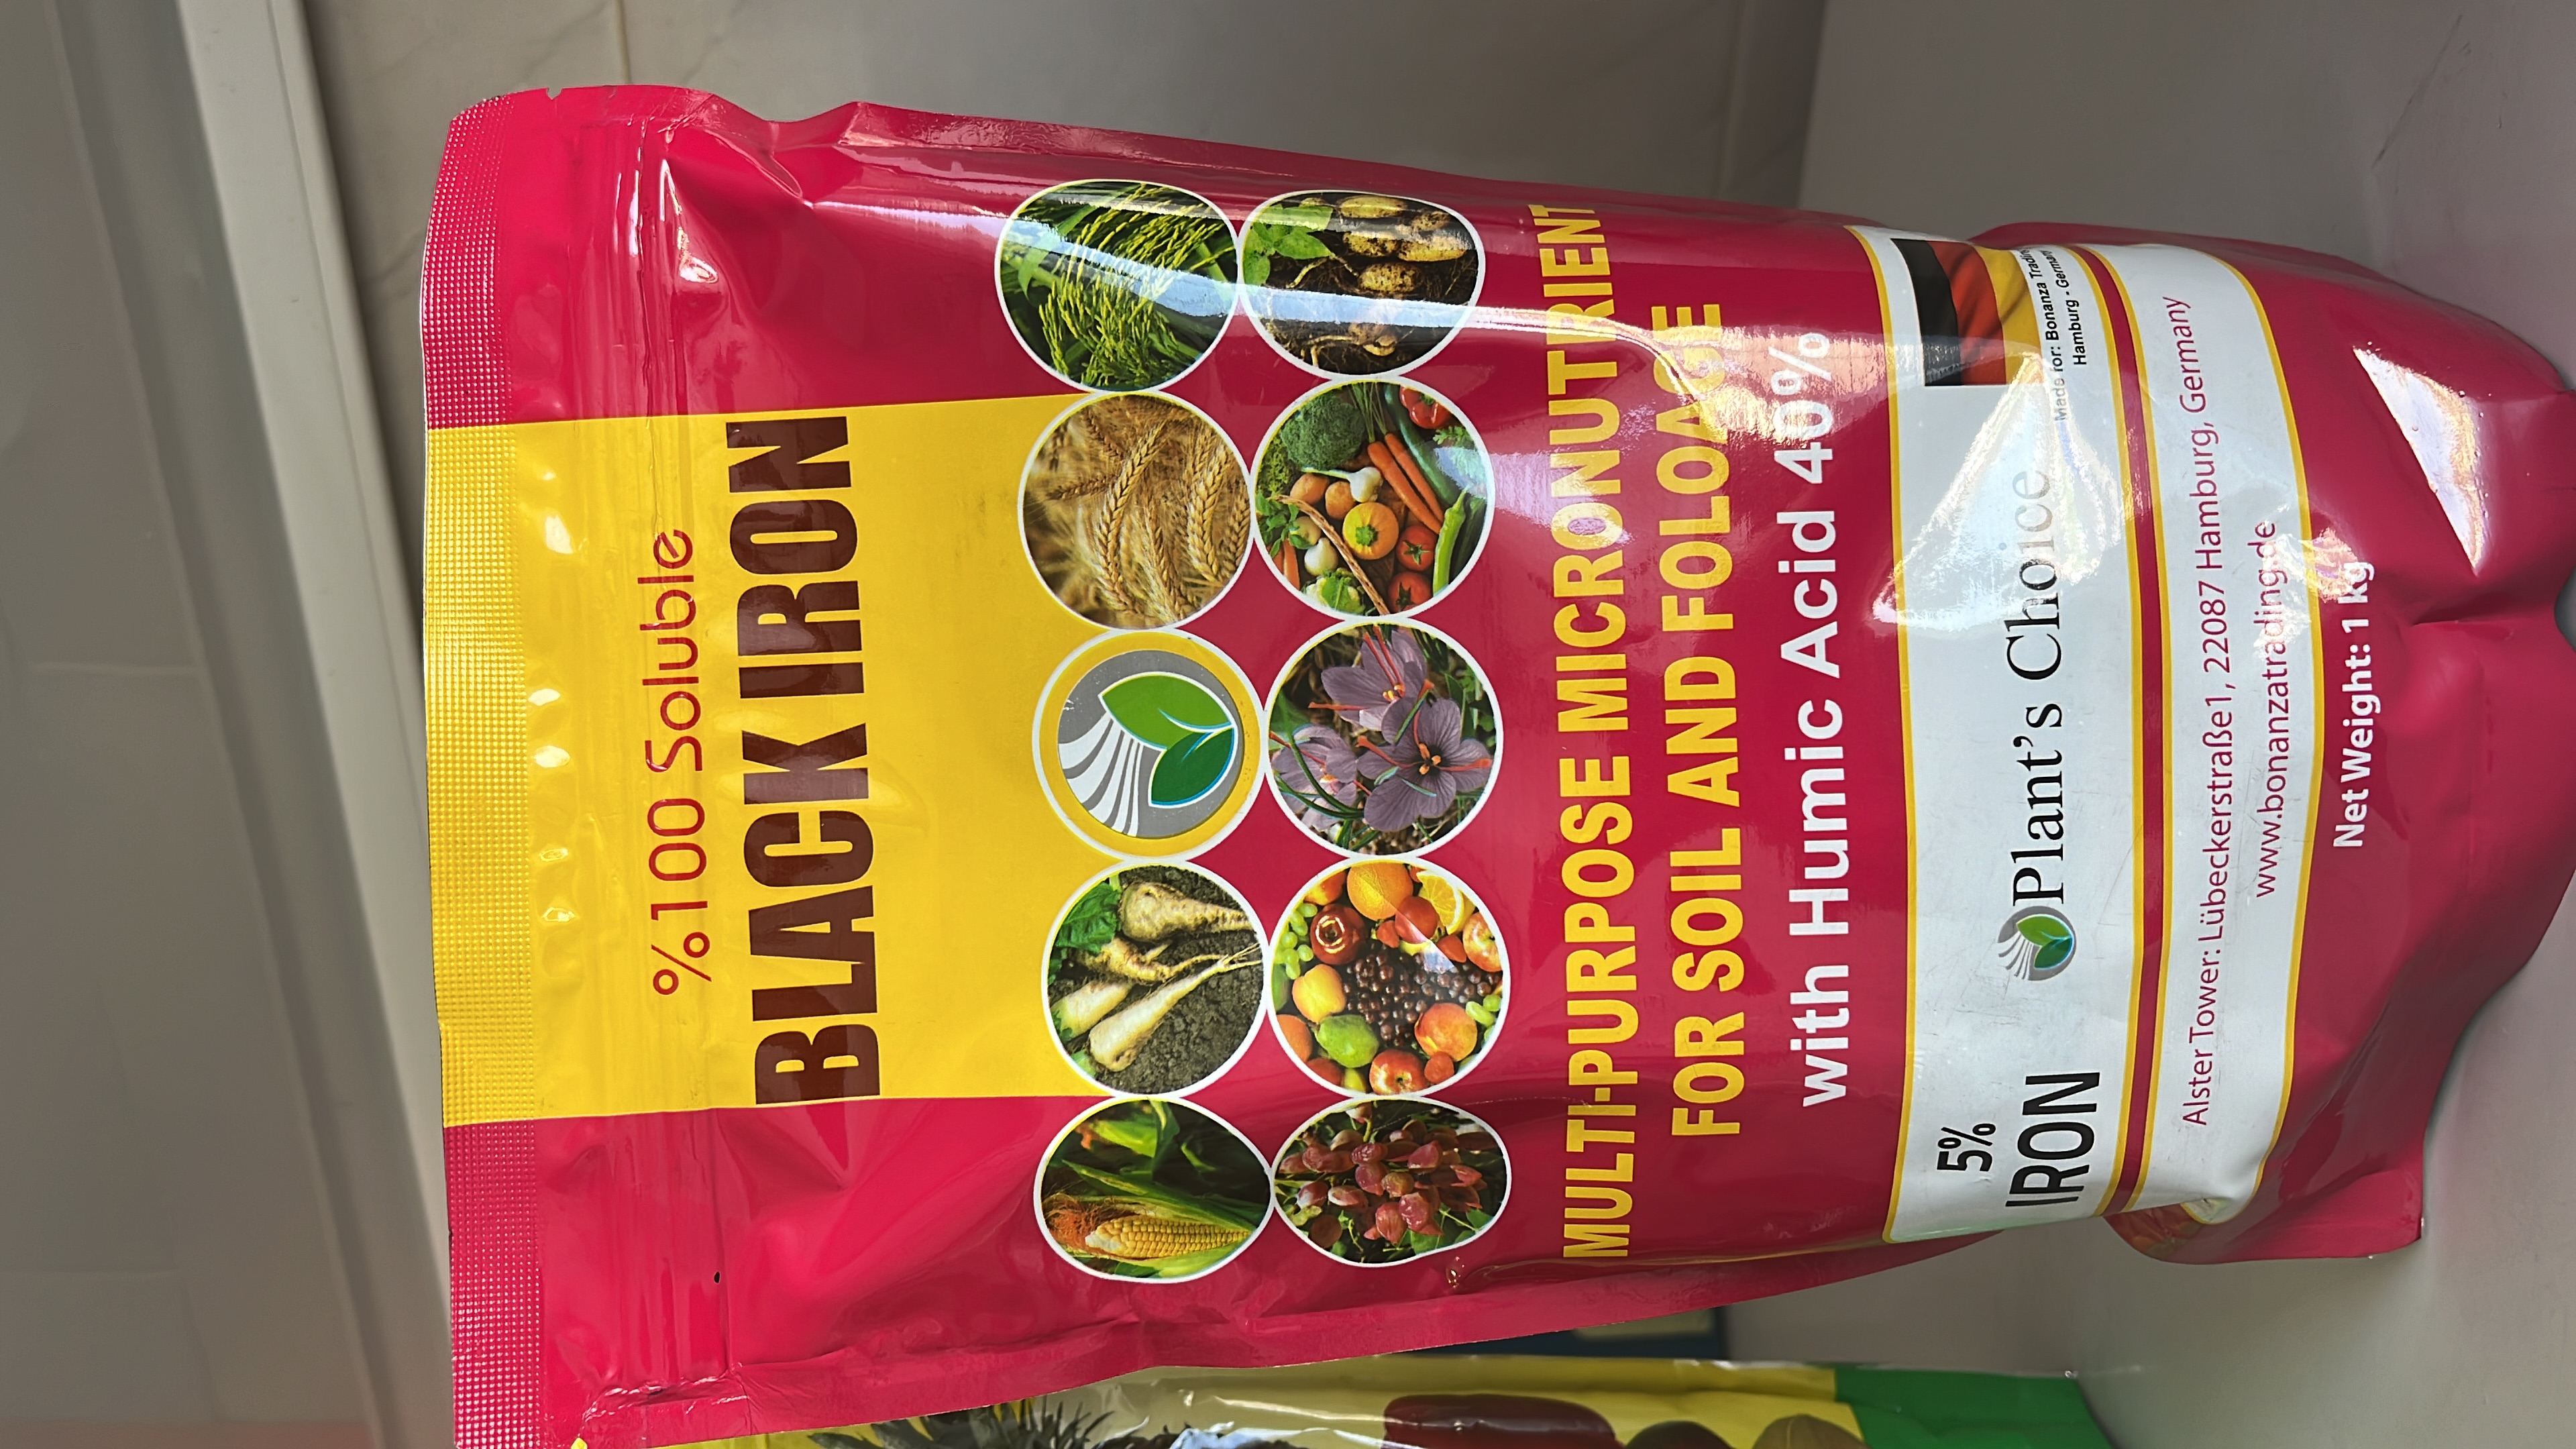 %100 Soluble
BLACK IRON
MULTI-PURPOSE MICRONUTRIENT
FOR SOIL AND FOLOAGE
with Humic Acid 40%
5%
IRON
Plant's Choice
Made for: Bonanza Trading
Hamburg - Germany
Alster Tower: Lübeckerstraße1, 22087 Hamburg, Germany
www.bonanzatrading.de
Net Weight: 1 kg